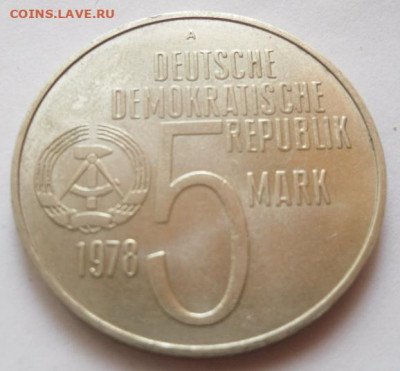 COINS.LAVE.RU
A
DEUTSCHE
DEMOKRATISCHE
REPUBLIK
5 MARK
1978